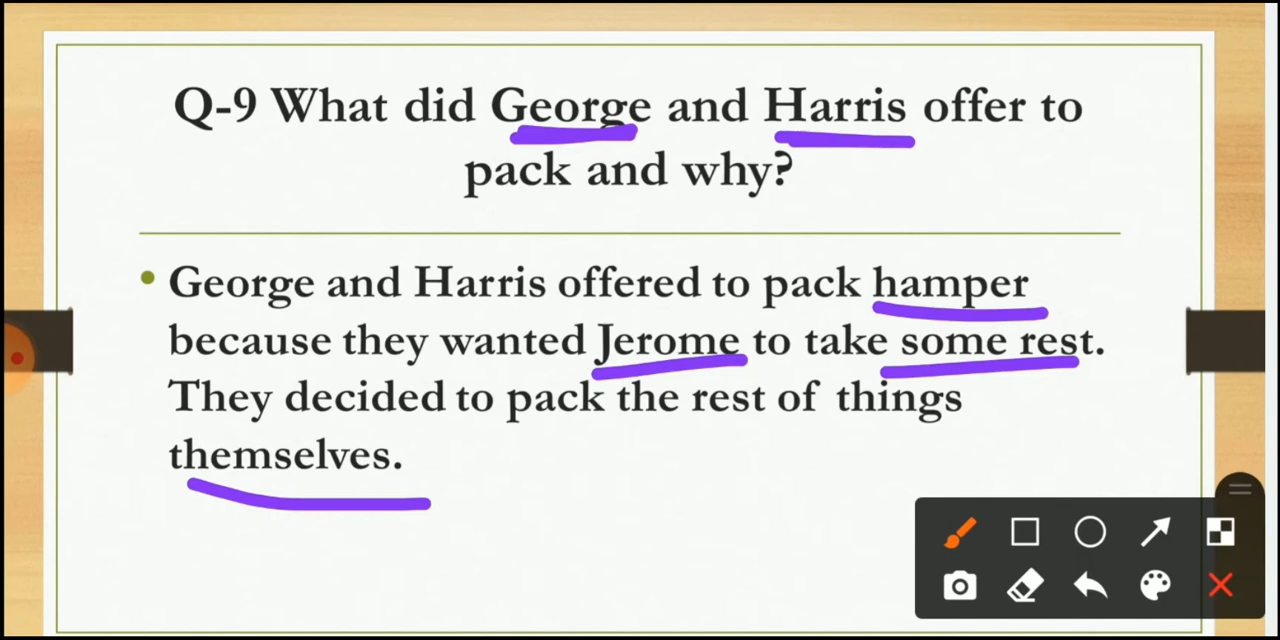 Q-9 What did George and Harris offer to
pack and why?
• George and Harris offered to pack hamper
because they wanted Jerome to take some rest.
They decided to pack the rest of things
themselves.